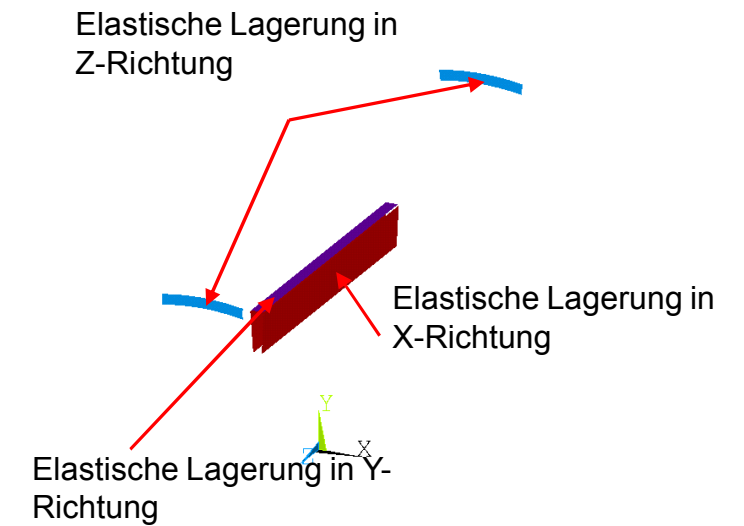 Elastische Lagerung in
Z-Richtung
Elastische Lagerung in
X-Richtung
Y
X
Z
Elastische Lagerung in Y-
Richtung